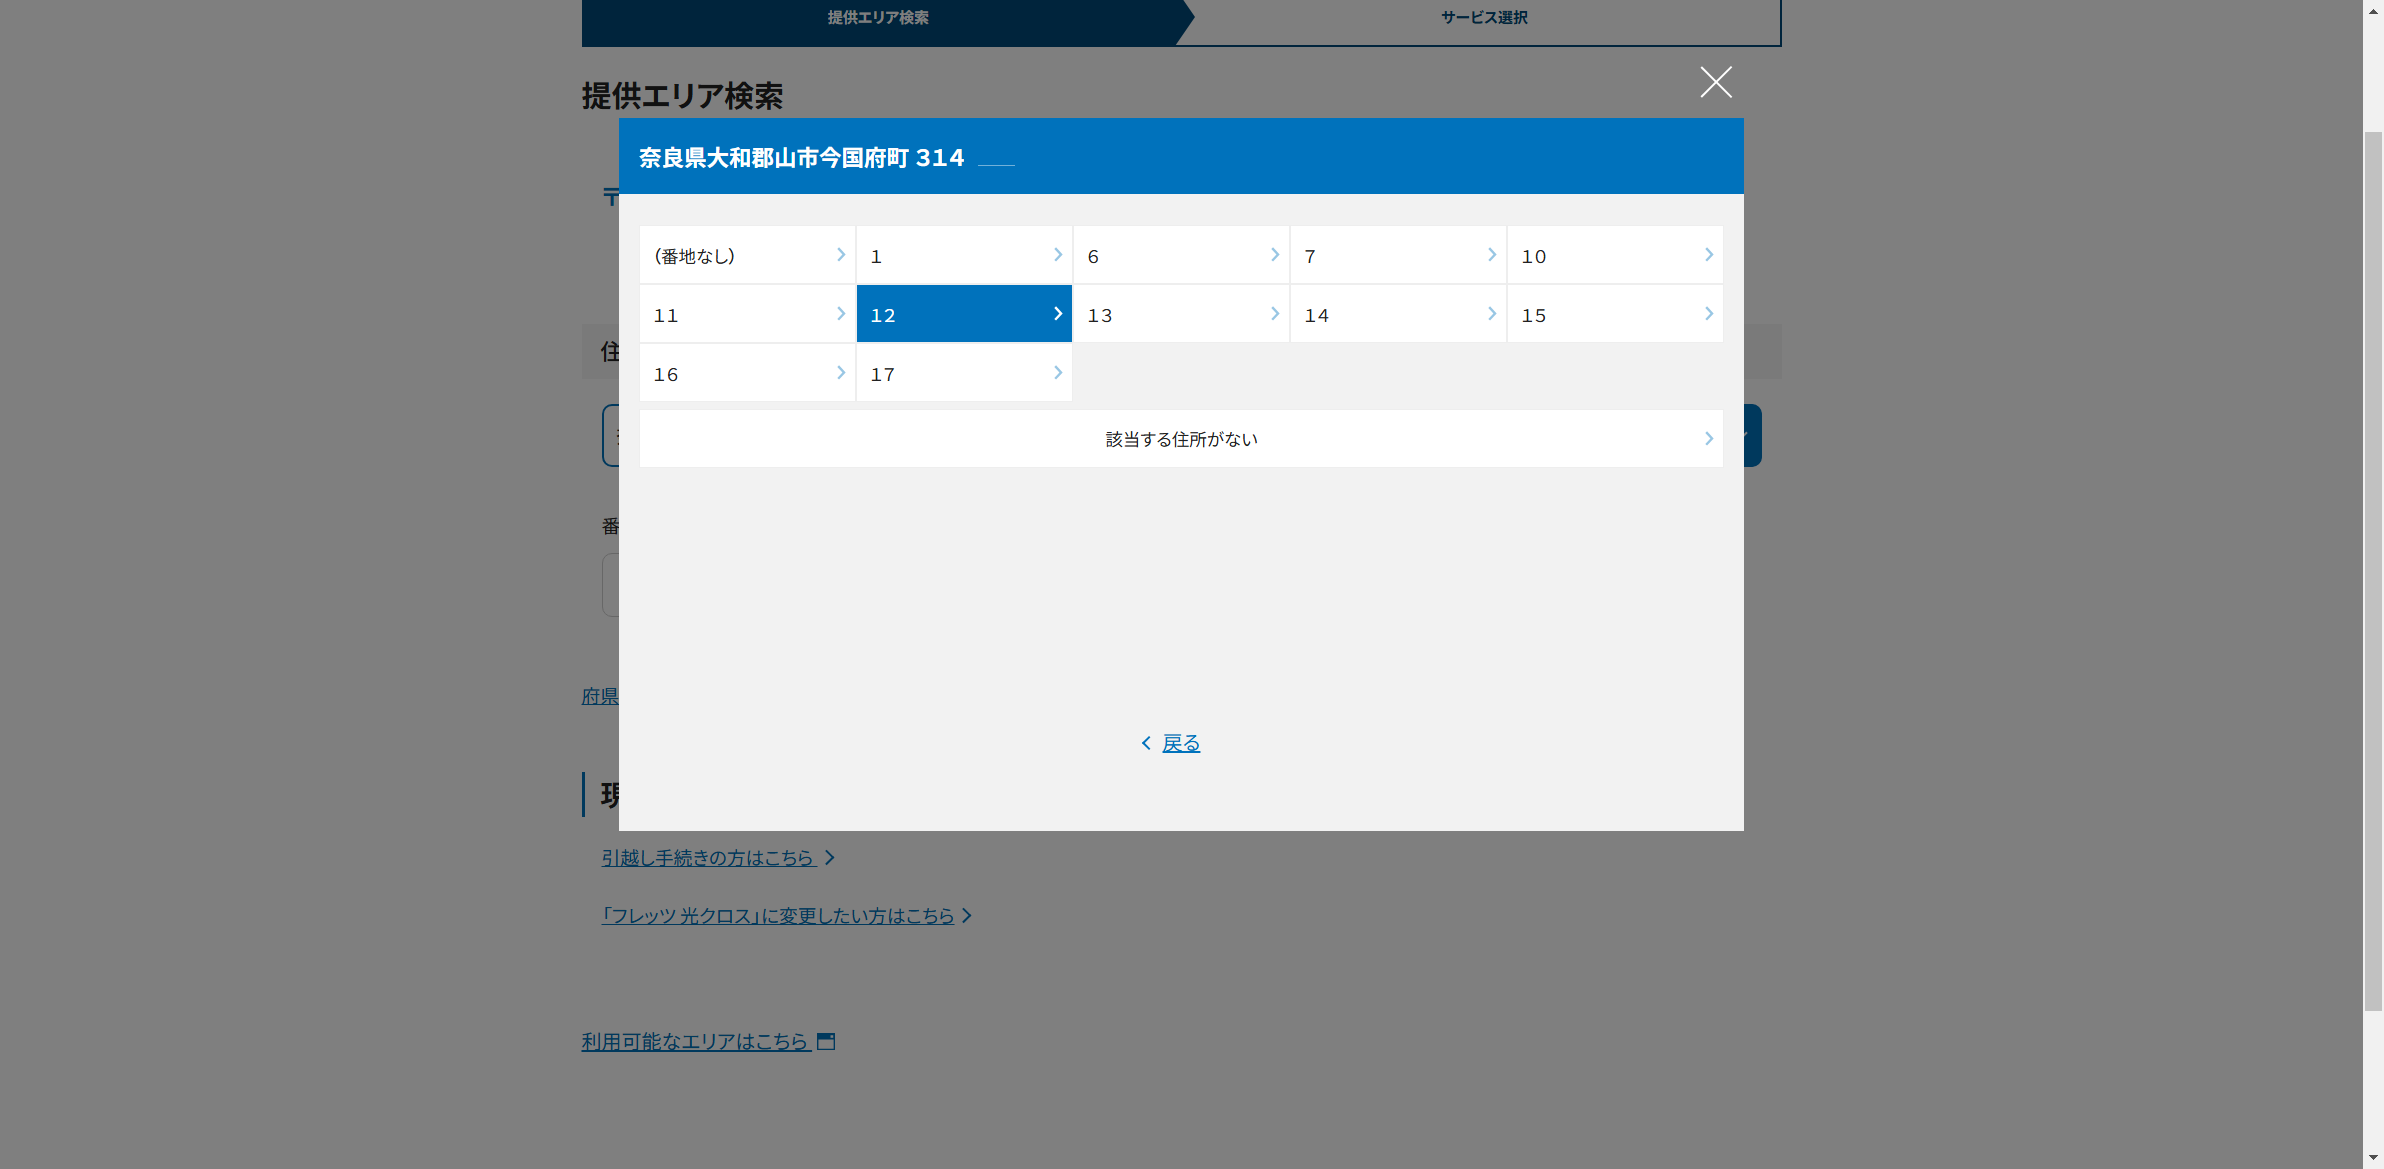 提供エリア検索
サービス選択
提供エリア検索
奈良県大和郡山市今国府町 ３１４
〒
（番地なし）
１
６
７
１０
１１
１２
１３
１４
１５
１６
１７
住
該当する住所がない
番
府県
戻る
現
引越し手続きの方はこちら
「フレッツ 光クロス」に変更したい方はこちら
利用可能なエリアはこちら